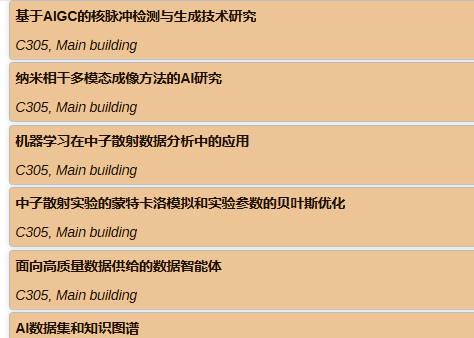 基于AIGC的核脉冲检测与生成技术研究
C305, Main building
纳米相干多模态成像方法的AI研究
C305, Main building
机器学习在中子散射数据分析中的应用
C305, Main building
中子散射实验的蒙特卡洛模拟和实验参数的贝叶斯优化
C305, Main building
面向高质量数据供给的数据智能体
C305, Main building
AI数据集和知识图谱